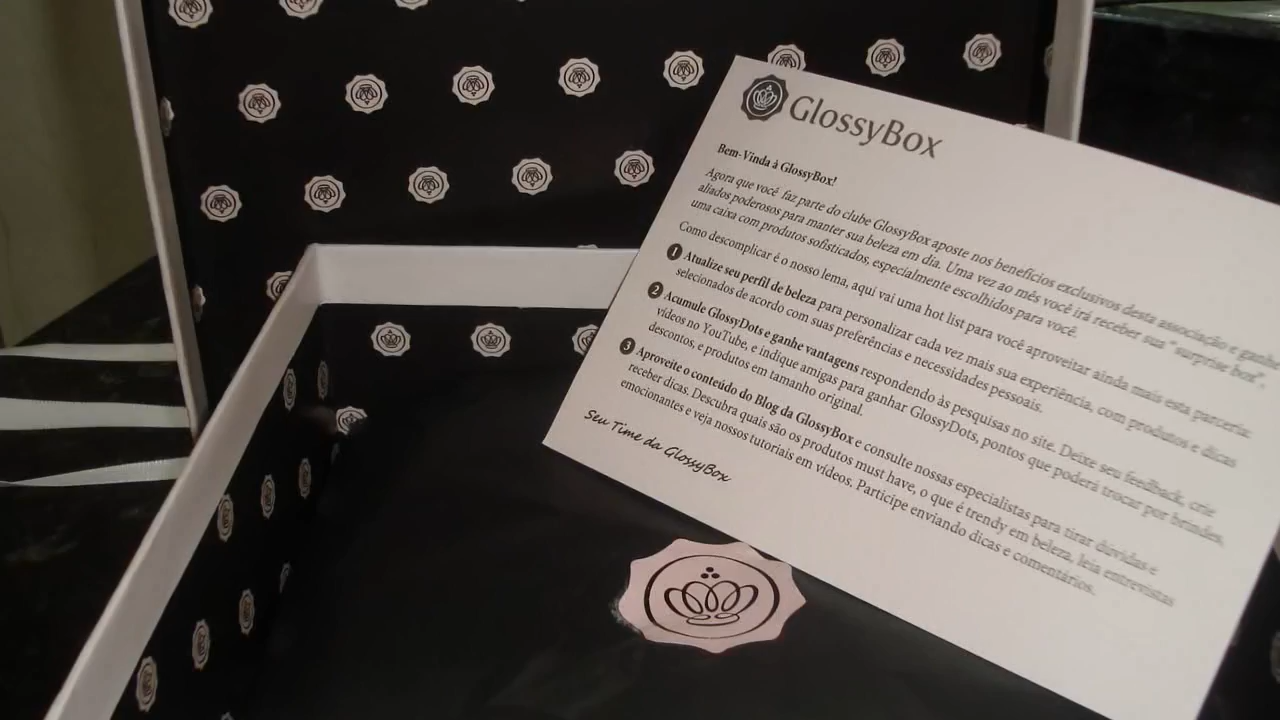 GlossyBox
Bem-Vinda à GlossyBox!
Agora que você faz parte do clube GlossyBox aposte nos benefícios exclusivos desta associação e ganhe
aliados poderosos para manter sua beleza em dia. Uma vez ao mês você irá receber sua "surprise box",
uma caixa com produtos sofisticados, especialmente escolhidos para você.
Como descomplicar é o nosso lema, aqui vai uma hot list para você aproveitar ainda mais esta parceria:
1 Atualize seu perfil de beleza para personalizar cada vez mais sua experiência, com produtos e dicas
selecionados de acordo com suas preferências e necessidades pessoais.
2 Acumule GlossyDots e ganhe vantagens respondendo às pesquisas no site. Deixe seu feedback, crie
vídeos no YouTube, e indique amigas para ganhar GlossyDots, pontos que poderá trocar por brindes,
descontos, e produtos em tamanho original.
3 Aproveite o conteúdo do Blog da GlossyBox e consulte nossas especialistas para tirar dúvidas e
receber dicas. Descubra quais são os produtos must have, o que é trendy em beleza, leia entrevistas
emocionantes e veja nossos tutoriais em vídeos. Participe enviando dicas e comentários.
Seu Time da GlossyBox